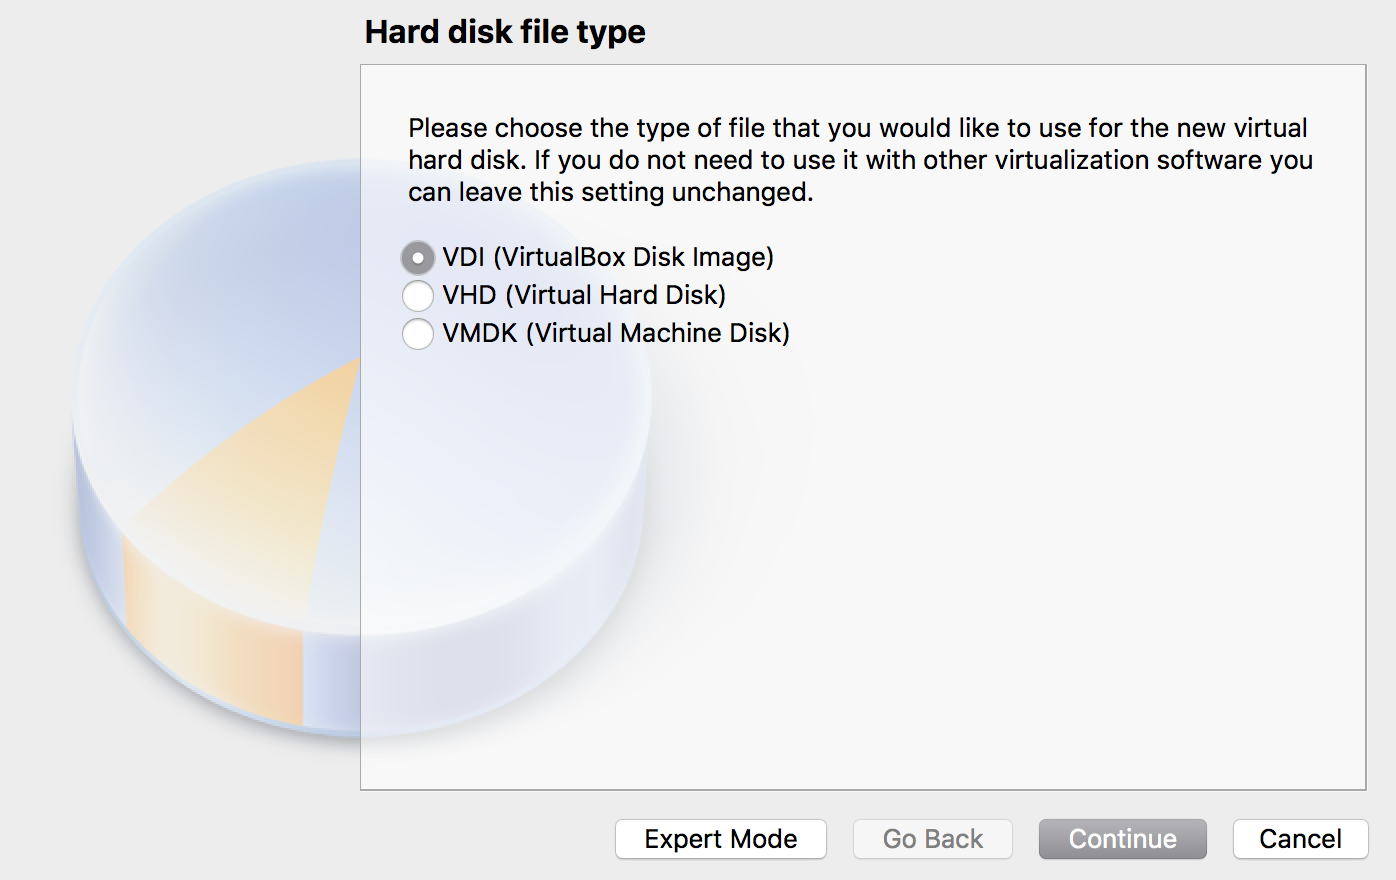 Hard disk file type
Please choose the type of file that you would like to use for the new virtual
hard disk. If you do not need to use it with other virtualization software you
can leave this setting unchanged.
VDI (VirtualBox Disk Image)
VHD (Virtual Hard Disk)
VMDK (Virtual Machine Disk)
Expert Mode
Go Back
Continue
Cancel